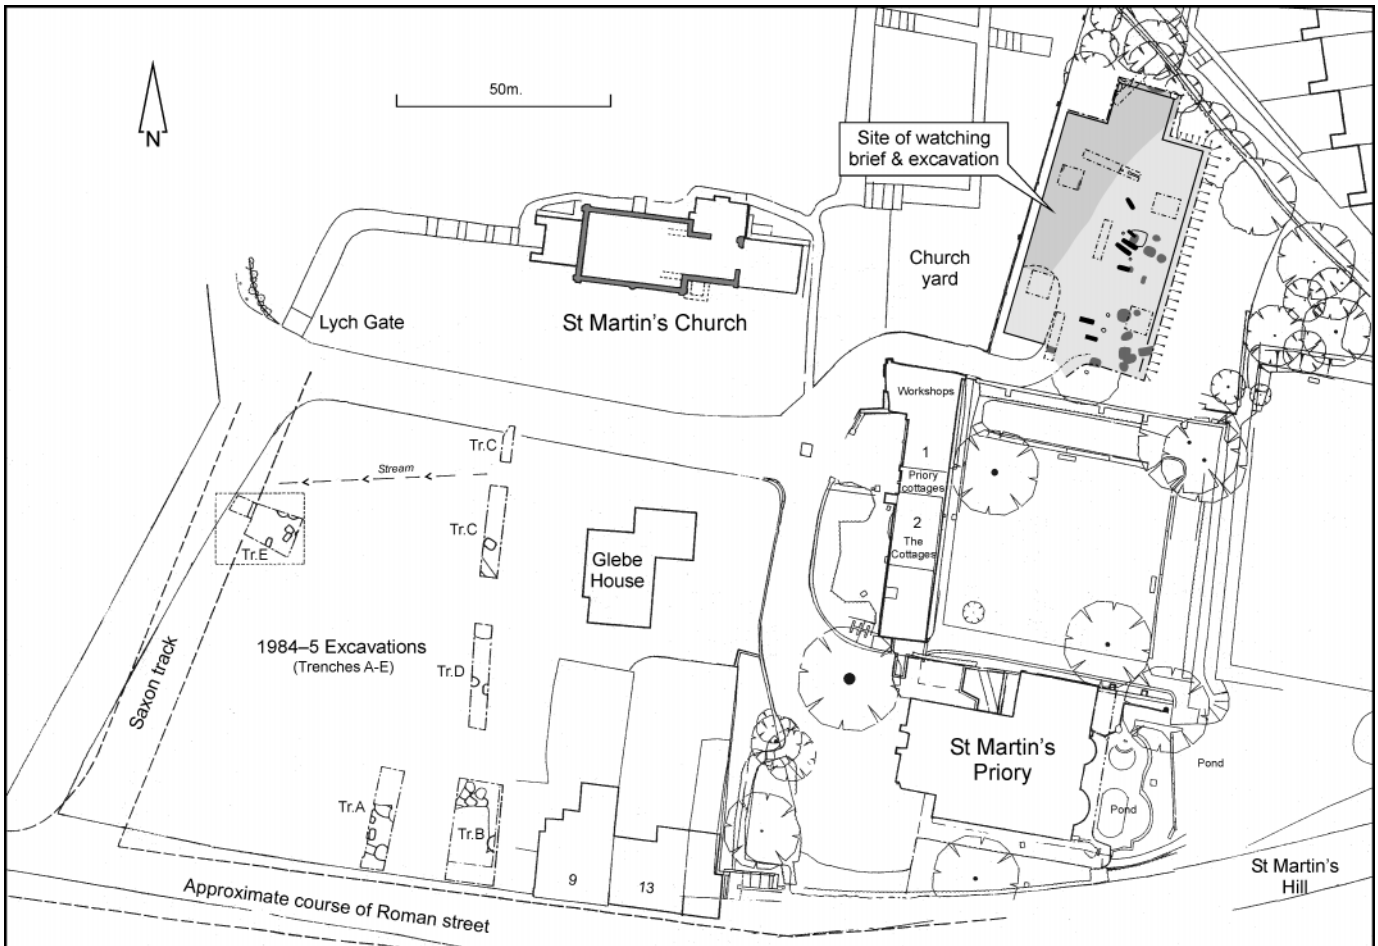 50m.
N
Site of watching
brief & excavation
Church
yard
Lych Gate
St Martin's Church
Workshops
1
Priory
cottages
2
The
Cottages
Tr.C
Stream
Tr.C
Tr.E
Glebe
House
1984–5 Excavations
(Trenches A-E)
Tr.D
Saxon track
St Martin's
Priory
Pond
Pond
Tr.A
Tr.B
9
13
St Martin's
Hill
Approximate course of Roman street